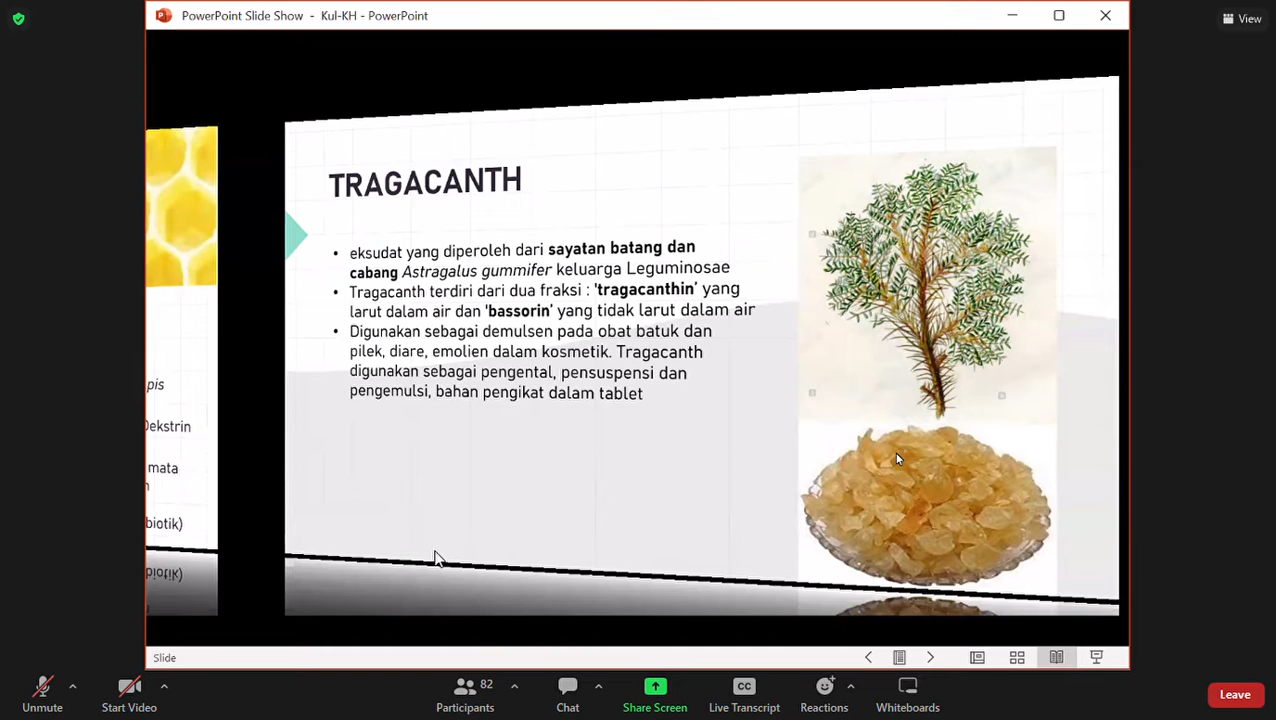 PowerPoint Slide Show - Kul-KH - PowerPoint
View
TRAGACANTH
• eksudat yang diperoleh dari sayatan batang dan
cabang Astragalus gummifer keluarga Leguminosae
• Tragacanth terdiri dari dua fraksi : 'tragacanthin' yang
larut dalam air dan 'bassorin' yang tidak larut dalam air
• Digunakan sebagai demulsen pada obat batuk dan
pilek, diare, emolien dalam kosmetik. Tragacanth
digunakan sebagai pengental, pensuspensi dan
pengemulsi, bahan pengikat dalam tablet
pis
Dekstrin
mata
biotik)
Slide
Unmute
Start Video
82
Participants
Chat
Share Screen
CC
Live Transcript
Reactions
Whiteboards
Leave